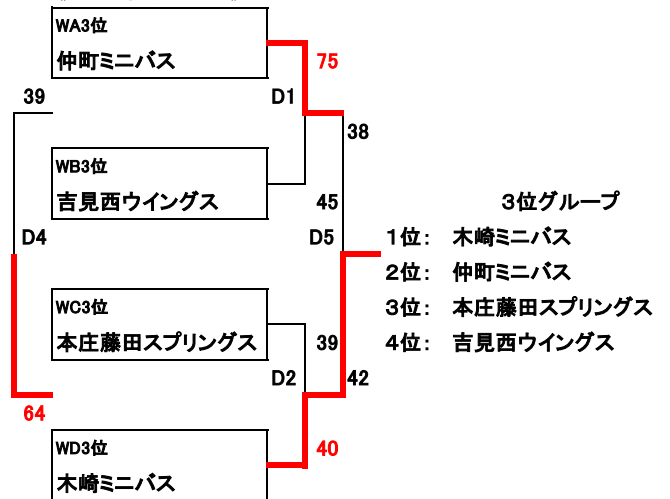 WA3位
仲町ミニバス
75
39
D1
38
WB3位
吉見西ウイングス
45
3位グループ
D4
D5
1位: 木崎ミニバス
2位: 仲町ミニバス
WC3位
3位: 本庄藤田スプリングス
本庄藤田スプリングス
39
4位: 吉見西ウイングス
D2
42
64
WD3位
40
木崎ミニバス